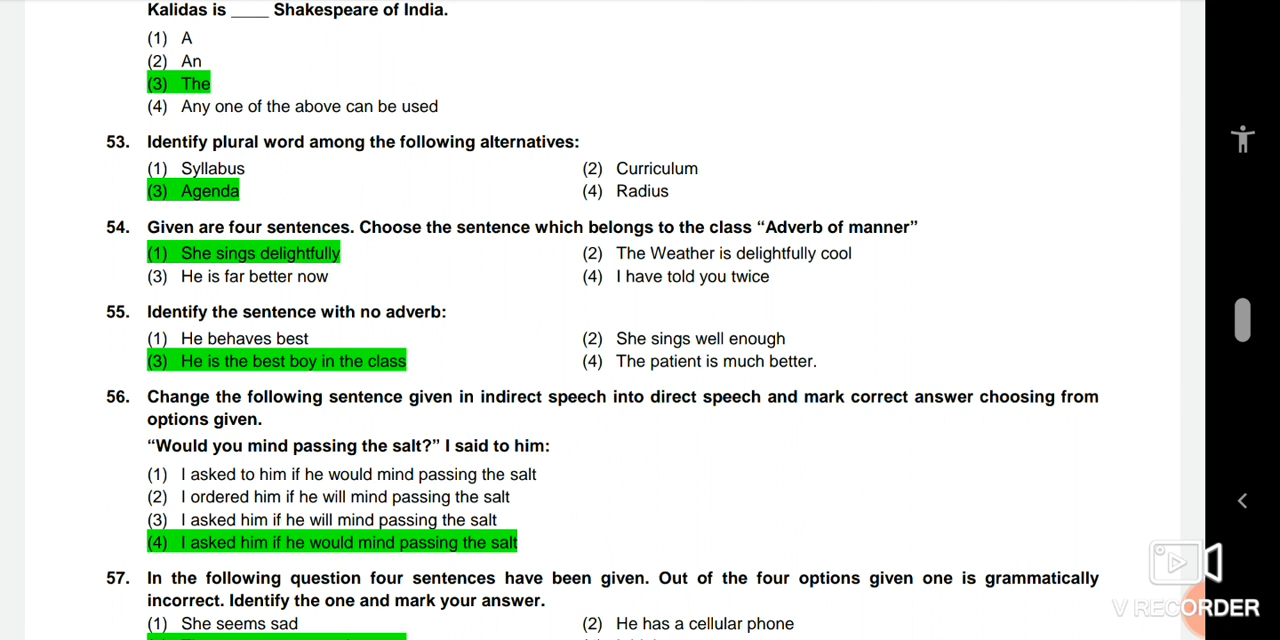 Kalidas is ____ Shakespeare of India.
(1) A
(2) An
(3) The
(4) Any one of the above can be used
53. Identify plural word among the following alternatives:
(1) Syllabus (2) Curriculum
(3) Agenda (4) Radius
54. Given are four sentences. Choose the sentence which belongs to the class “Adverb of manner”
(1) She sings delightfully (2) The Weather is delightfully cool
(3) He is far better now (4) I have told you twice
55. Identify the sentence with no adverb:
(1) He behaves best (2) She sings well enough
(3) He is the best boy in the class (4) The patient is much better.
56. Change the following sentence given in indirect speech into direct speech and mark correct answer choosing from
options given.
“Would you mind passing the salt?” I said to him:
(1) I asked to him if he would mind passing the salt
(2) I ordered him if he will mind passing the salt
(3) I asked him if he will mind passing the salt
(4) I asked him if he would mind passing the salt
57. In the following question four sentences have been given. Out of the four options given one is grammatically
incorrect. Identify the one and mark your answer.
(1) She seems sad (2) He has a cellular phone
V RECORDER